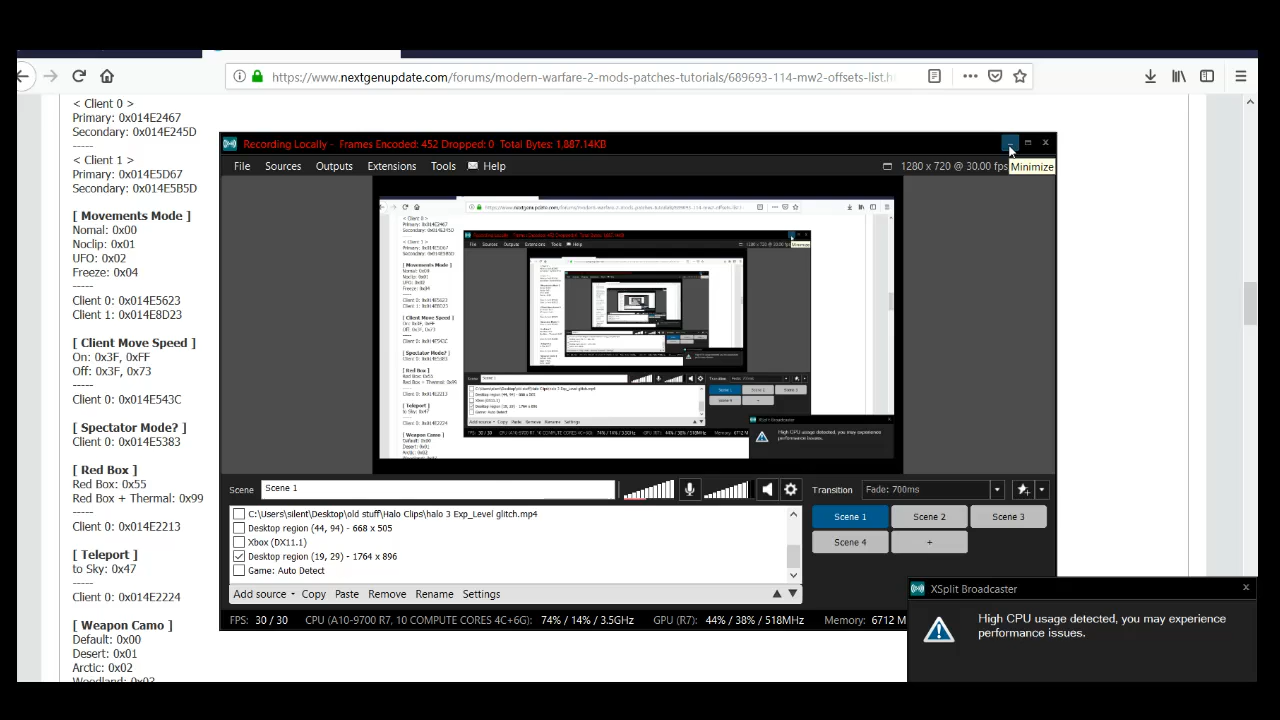 https://www.nextgenupdate.com/forums/modern-warfare-2-mods-patches-tutorials/689693-114-mw2-offsets-list.h
< Client 0 >
Primary: 0x014E2467
Secondary: 0x014E245D
-----
< Client 1 >
Primary: 0x014E5D67
Secondary: 0x014E5B5D
[ Movements Mode ]
Nomal: 0x00
Noclip: 0x01
UFO: 0x02
Freeze: 0x04
-----
Client 0: 0x014E5623
Client 1: 0x014E8D23
[ Client Move Speed ]
On: 0x3F, 0xFF
Off: 0x3F, 0x73
-----
Client 0: 0x014E543C
[ Spectator Mode? ]
Client 0: 0x014E5383
[ Red Box ]
Red Box: 0x55
Red Box + Thermal: 0x99
-----
Client 0: 0x014E2213
[ Teleport ]
to Sky: 0x47
-----
Client 0: 0x014E2224
[ Weapon Camo ]
Default: 0x00
Desert: 0x01
Arctic: 0x02
Woodland: 0x03
Recording Locally - Frames Encoded: 452 Dropped: 0 Total Bytes: 1,887.14KB
File Sources Outputs Extensions Tools Help
1280 x 720 @ 30.00 fps
Minimize
Scene Scene 1
Transition Fade: 700ms
C:\Users\silent\Desktop\old stuff\Halo Clips\halo 3 Exp_Level glitch.mp4
Desktop region (44, 94) - 668 x 505
Xbox (DX11.1)
Desktop region (19, 29) - 1764 x 896
Game: Auto Detect
Scene 1 Scene 2 Scene 3
Scene 4 +
Add source Copy Paste Remove Rename Settings
FPS: 30 / 30 CPU (A10-9700 R7, 10 COMPUTE CORES 4C+6G): 74% / 14% / 3.5GHz GPU (R7): 44% / 38% / 518MHz Memory: 6712 M
XSplit Broadcaster
High CPU usage detected, you may experience
performance issues.